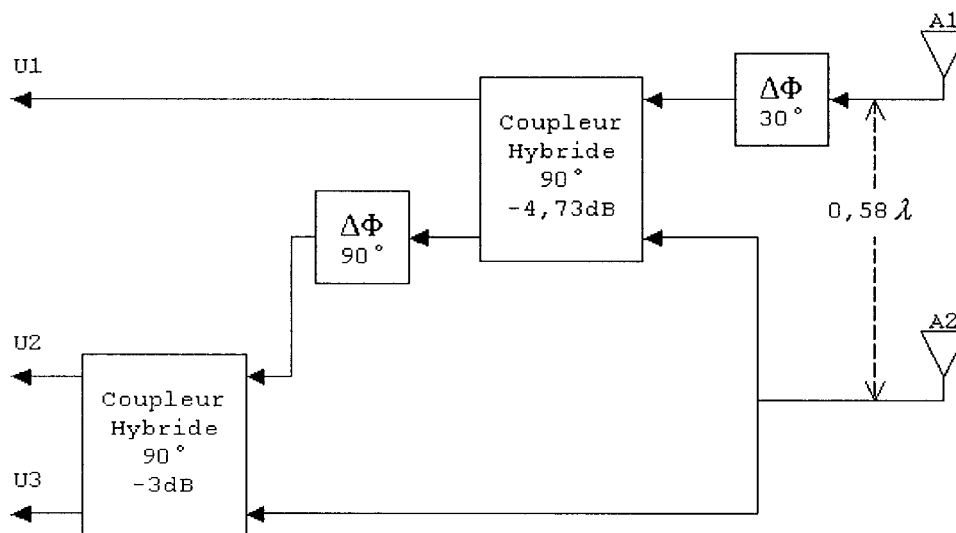 A1
U1
ΔΦ
30°
Coupleur
Hybride
90°
-4,73dB
0,58 λ
ΔΦ
90°
A2
U2
Coupleur
Hybride
90°
-3dB
U3